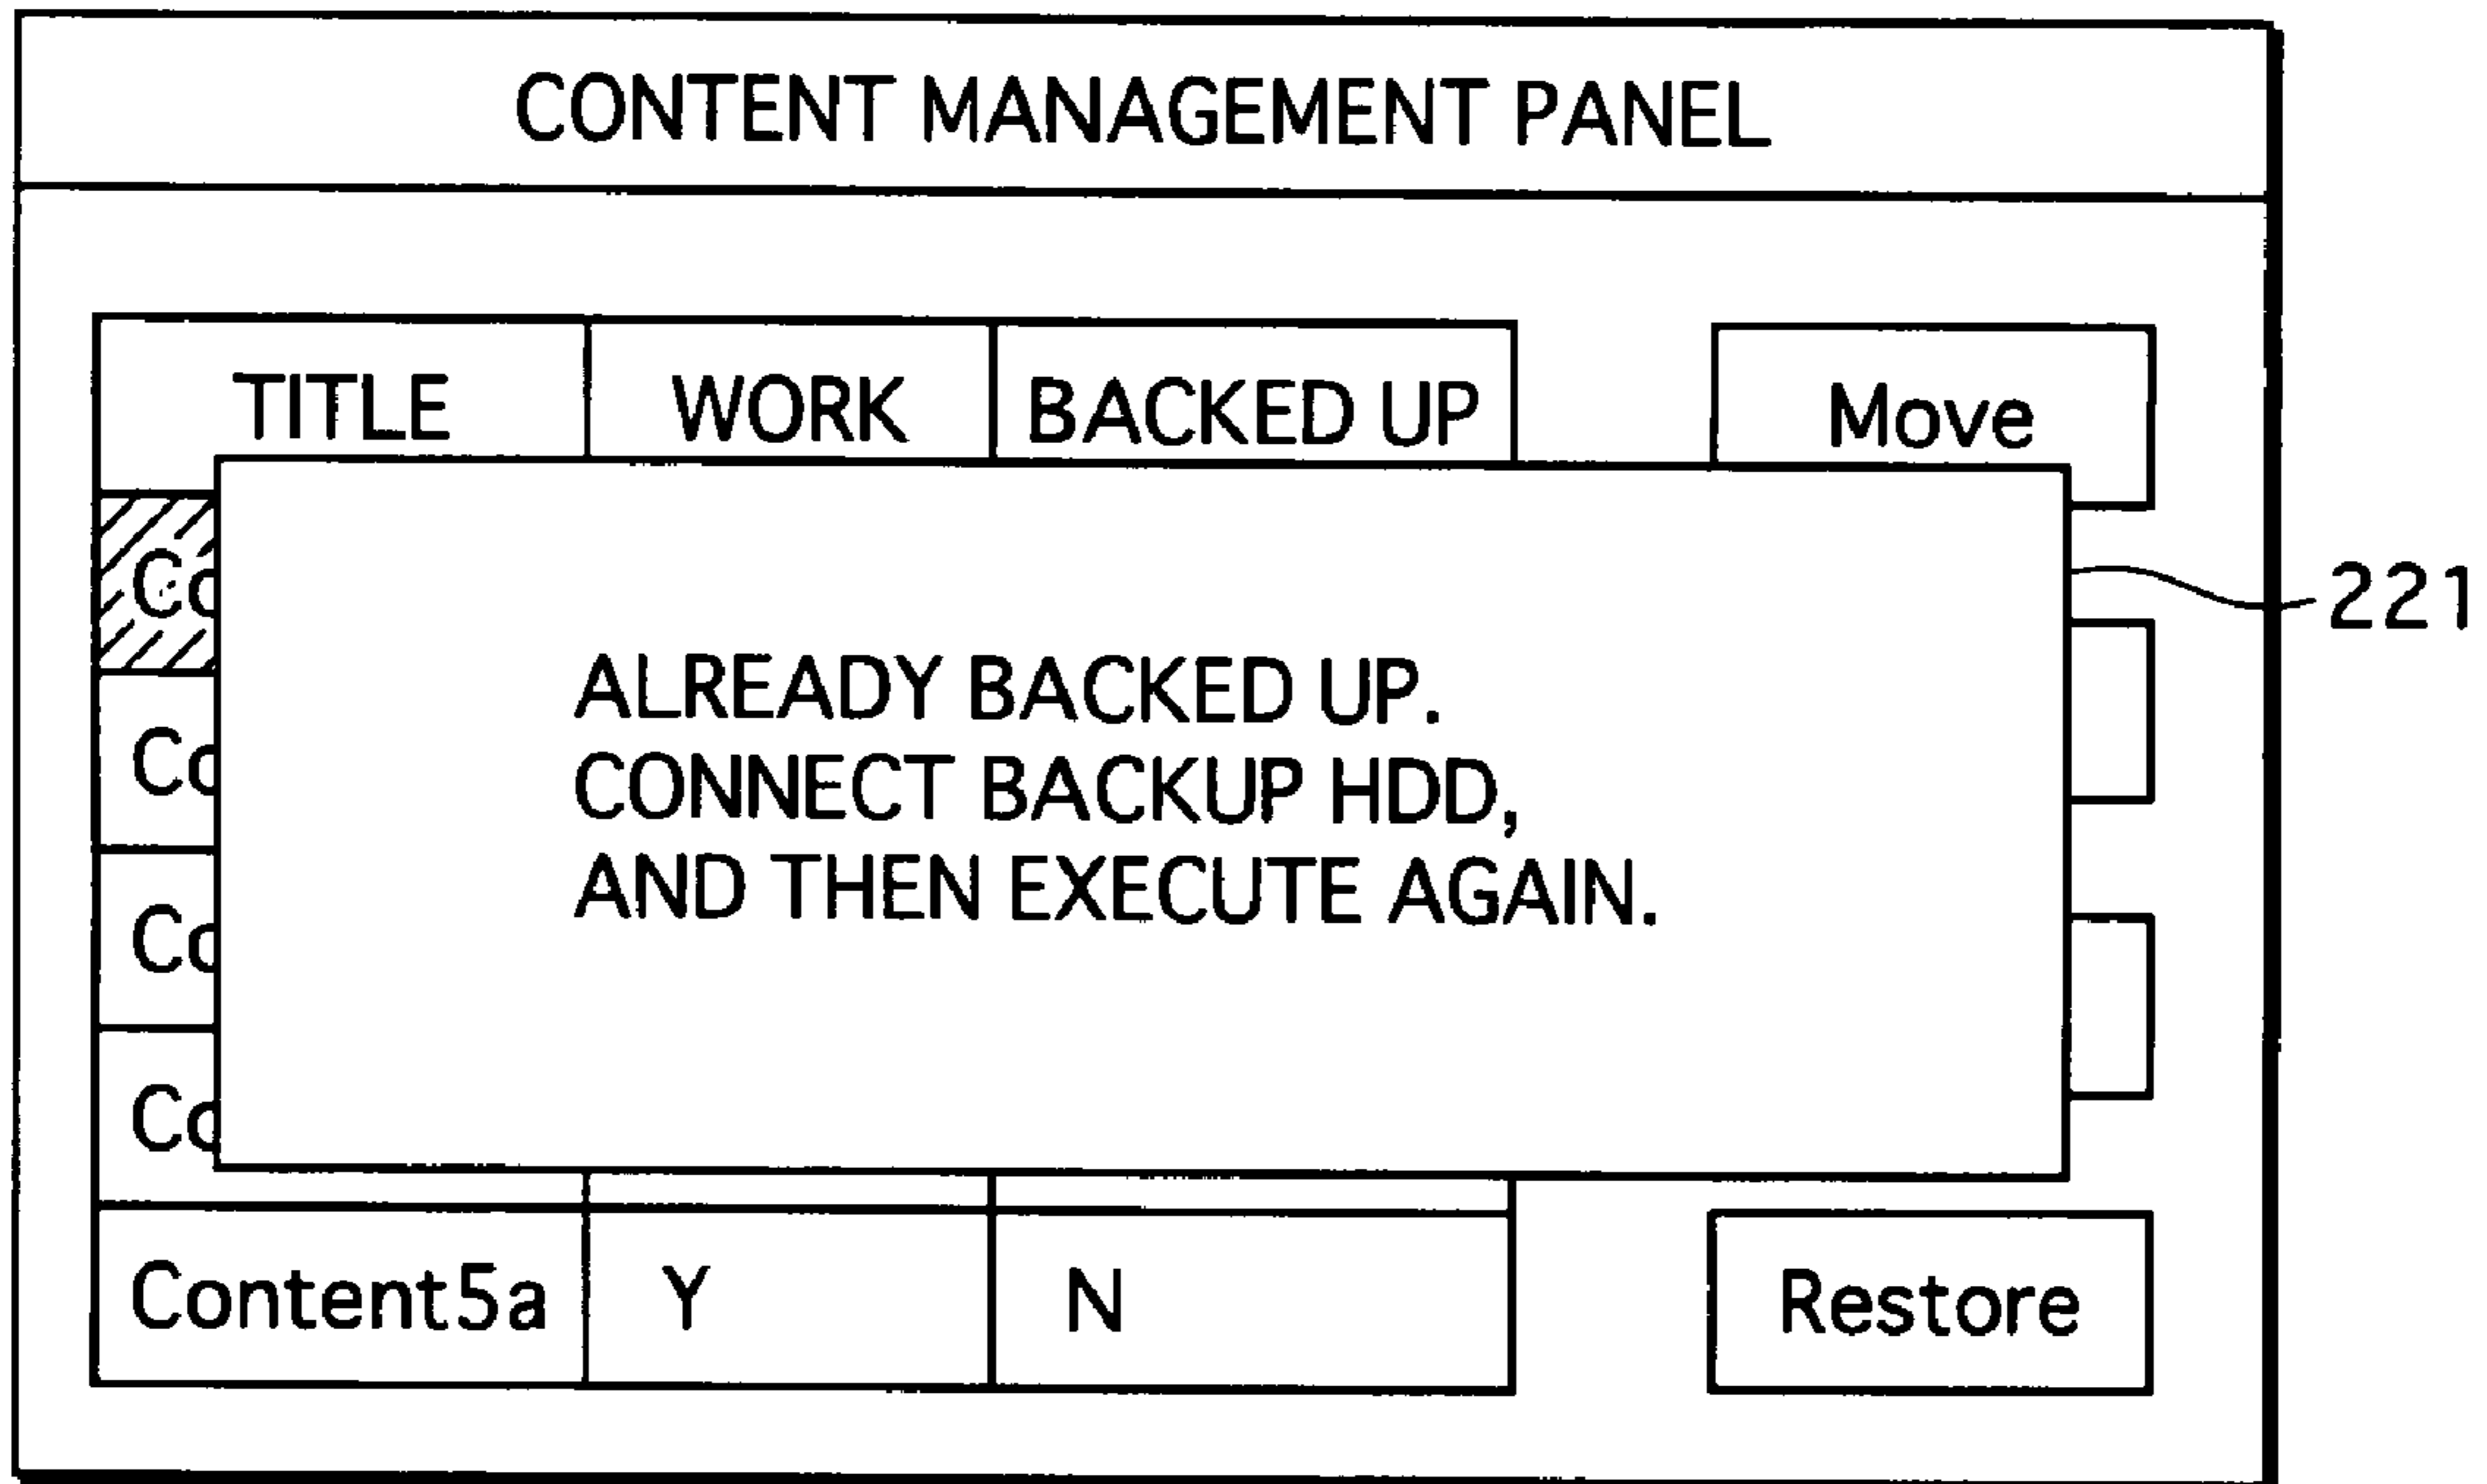 CONTENT MANAGEMENT PANEL
TITLE WORK BACKED UP Move
221
ALREADY BACKED UP.
CONNECT BACKUP HDD,
AND THEN EXECUTE AGAIN.
Content5a Y N Restore